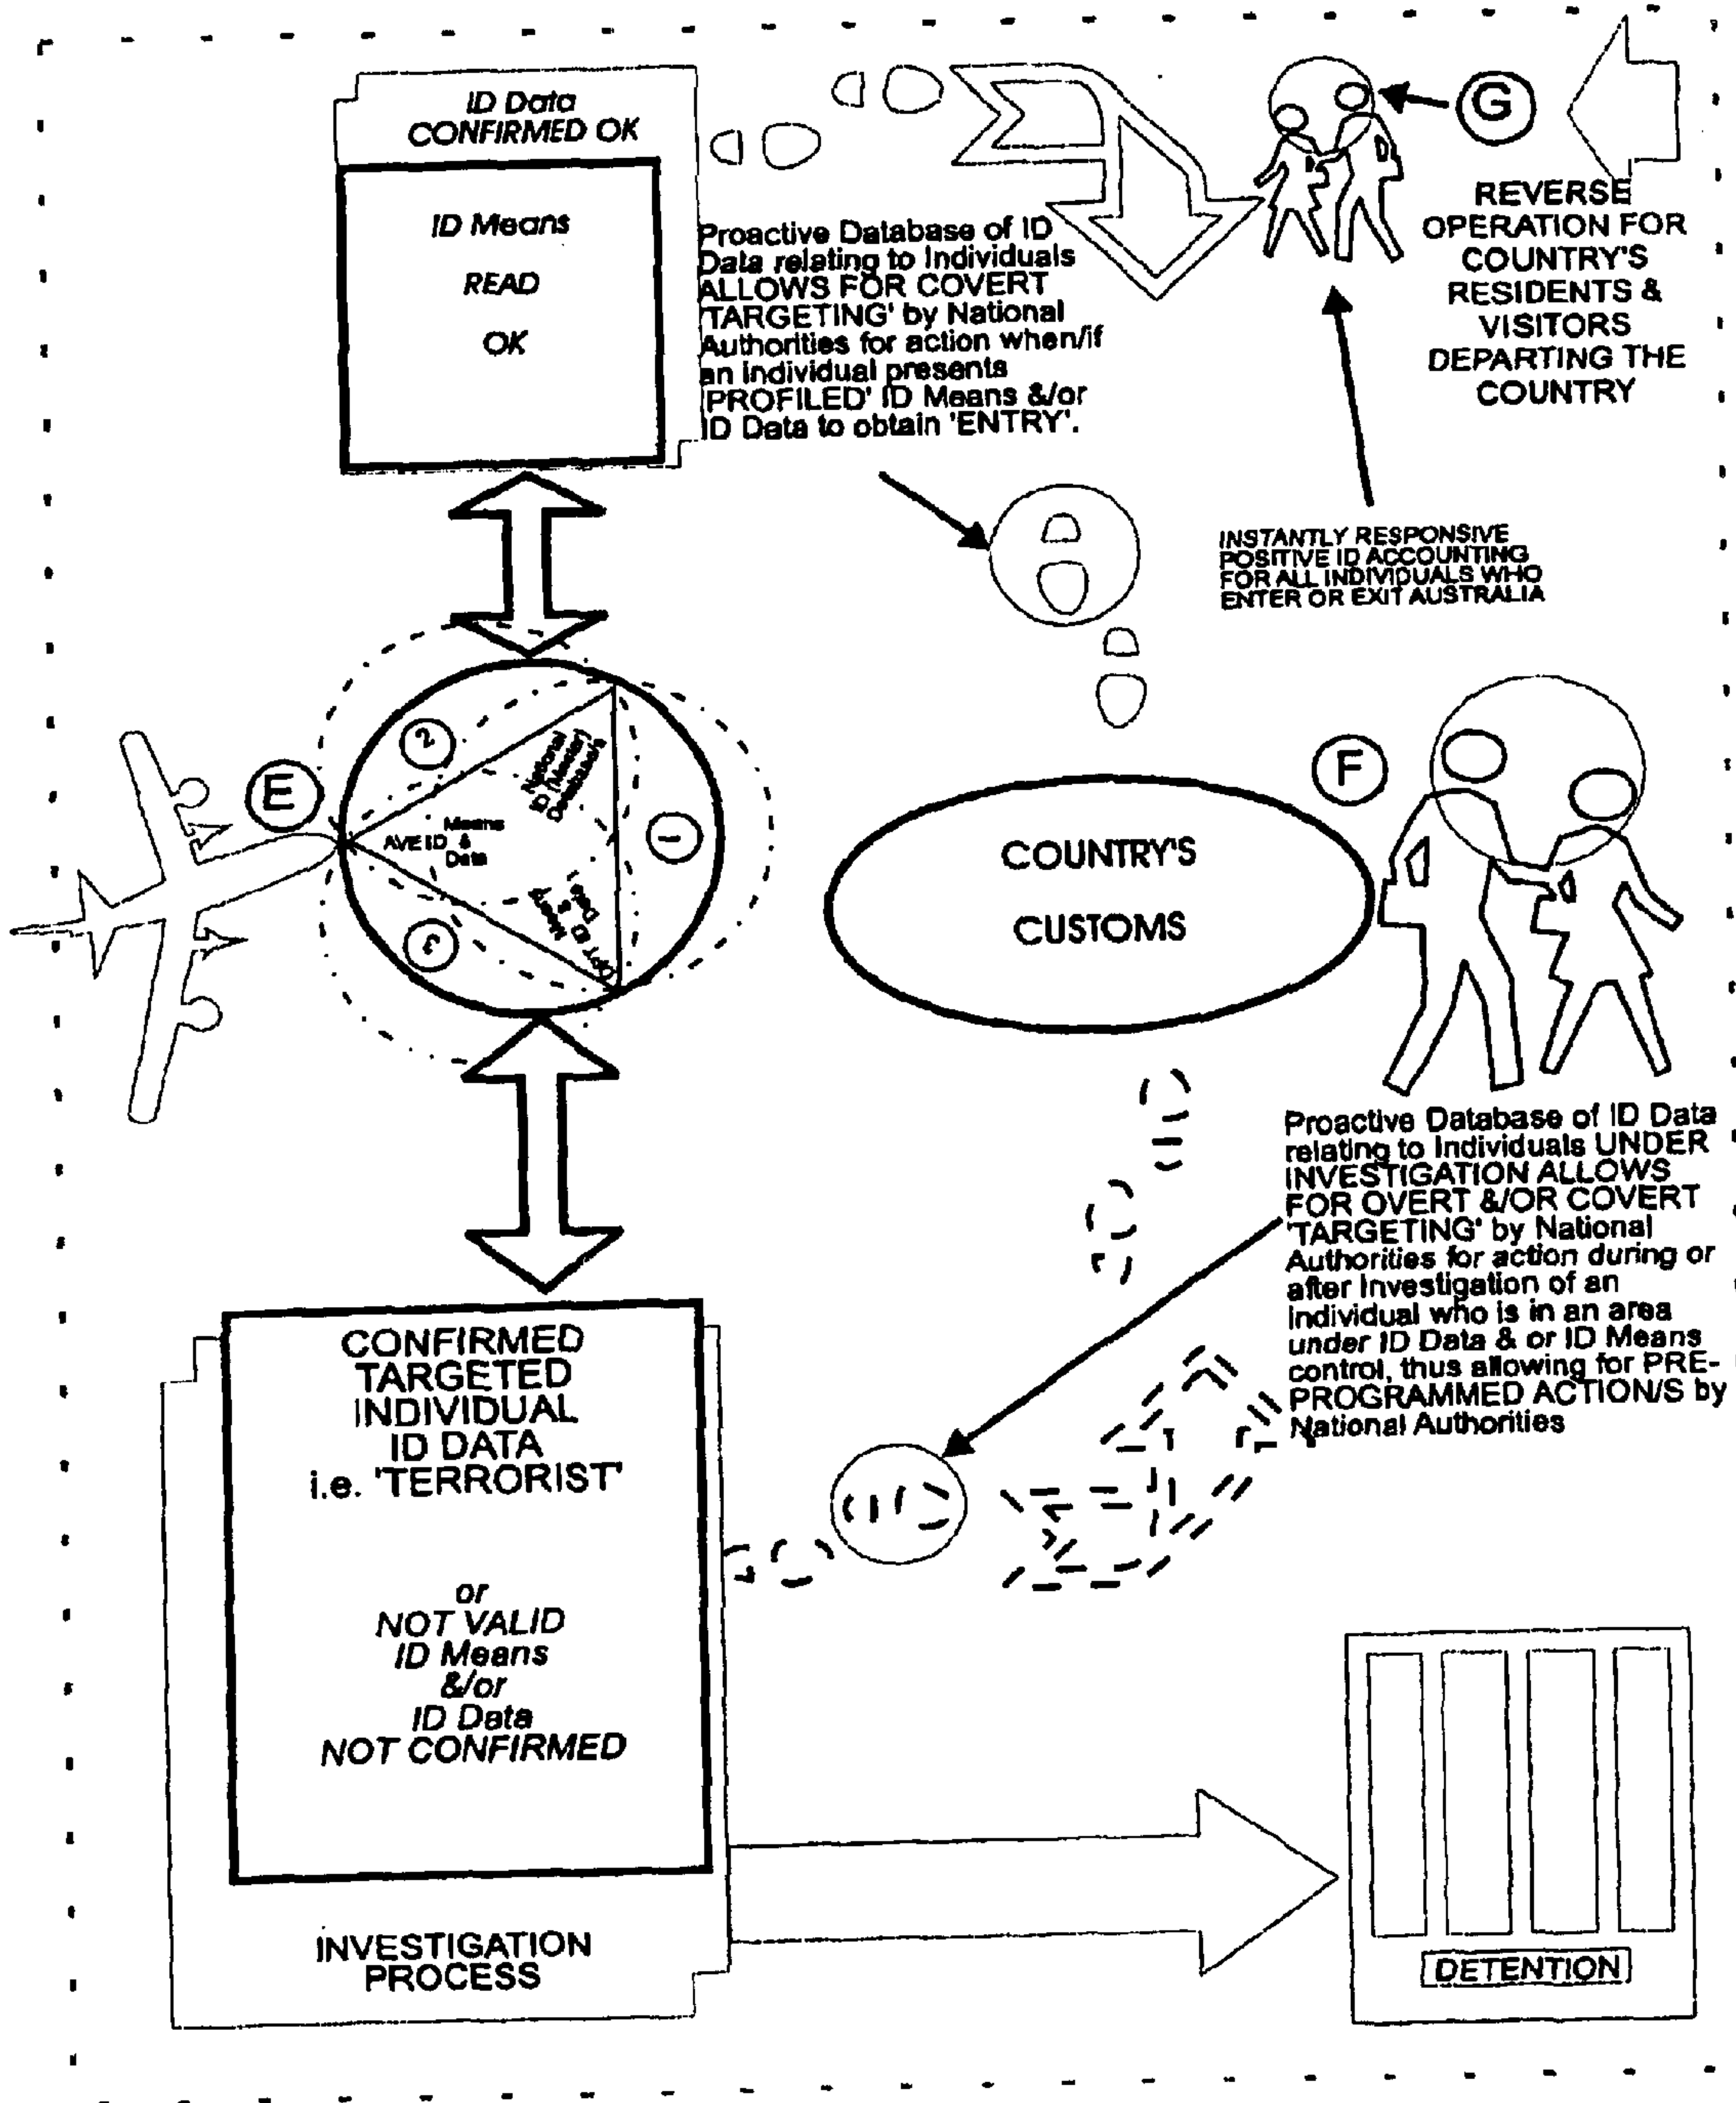 ID Data
CONFIRMED OK
ID Means
READ
OK
Proactive Database of ID
Data relating to Individuals
ALLOWS FOR COVERT
'TARGETING' by National
Authorities for action when/if
an individual presents
'PROFILED' ID Means &/or
ID Data to obtain 'ENTRY'.
G
REVERSE
OPERATION FOR
COUNTRY'S
RESIDENTS &
VISITORS
DEPARTING THE
COUNTRY
INSTANTLY RESPONSIVE
POSITIVE ID ACCOUNTING
FOR ALL INDIVIDUALS WHO
ENTER OR EXIT AUSTRALIA
E
2
National
ID (Master)
Database/s
1
Means
AVE ID &
Data
3
COUNTRY'S
CUSTOMS
F
Proactive Database of ID Data
relating to Individuals UNDER
INVESTIGATION ALLOWS
FOR OVERT &/OR COVERT
'TARGETING' by National
Authorities for action during or
after Investigation of an
individual who is in an area
under ID Data & or ID Means
control, thus allowing for PRE-
PROGRAMMED ACTION/S by
National Authorities
CONFIRMED
TARGETED
INDIVIDUAL
ID DATA
i.e. 'TERRORIST'
or
NOT VALID
ID Means
&/or
ID Data
NOT CONFIRMED
INVESTIGATION
PROCESS
DETENTION